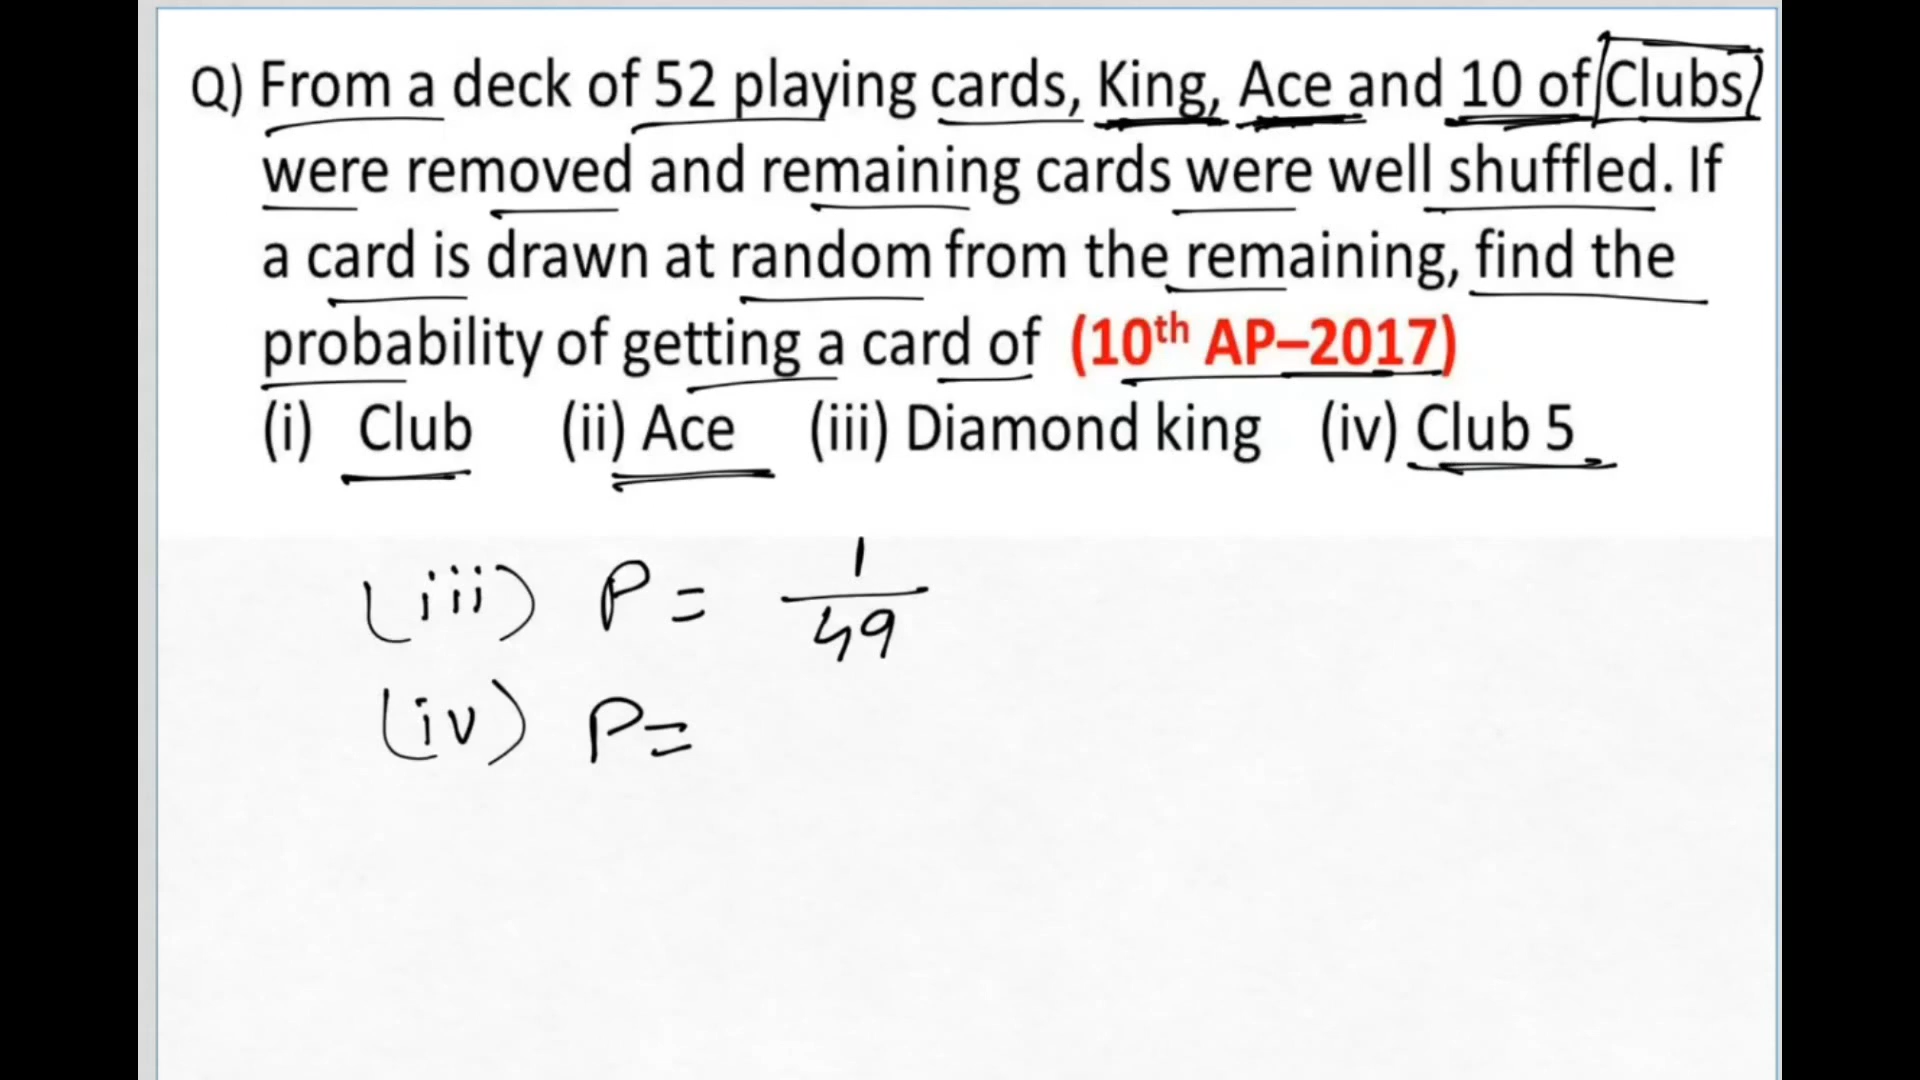 Q) From a deck of 52 playing cards, King, Ace and 10 of Clubs,
were removed and remaining cards were well shuffled. If
a card is drawn at random from the remaining, find the
probability of getting a card of (10th AP–2017)
(i) Club (ii) Ace (iii) Diamond king (iv) Club 5
(iii) P = 1/49
(iv) P =